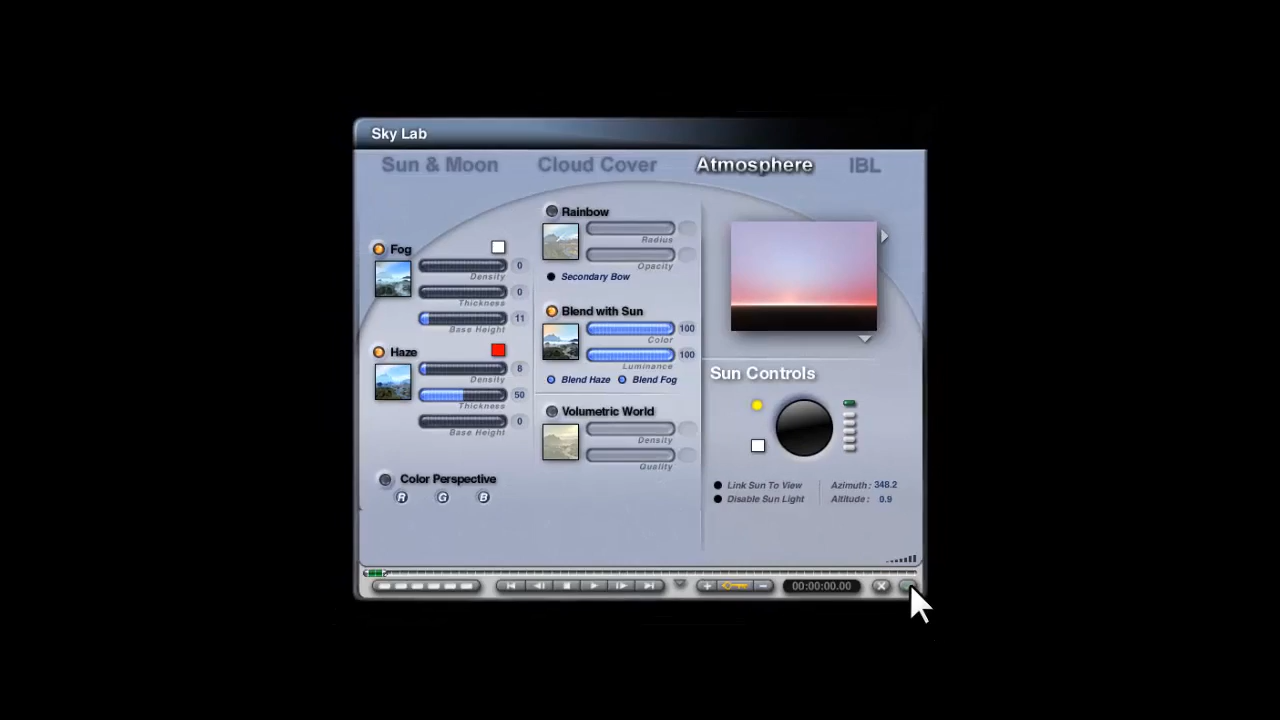 Sky Lab
Sun & Moon Cloud Cover Atmosphere IBL
Fog
0
Density
0
Thickness
11
Base Height
Haze
8
Density
50
Thickness
0
Base Height
Color Perspective
R G B
Rainbow
Radius
Opacity
Secondary Bow
Blend with Sun
100
Color
100
Luminance
Blend Haze Blend Fog
Volumetric World
Density
Quality
Sun Controls
Link Sun To View Azimuth: 348.2
Disable Sun Light Altitude: 0.9
00:00:00.00